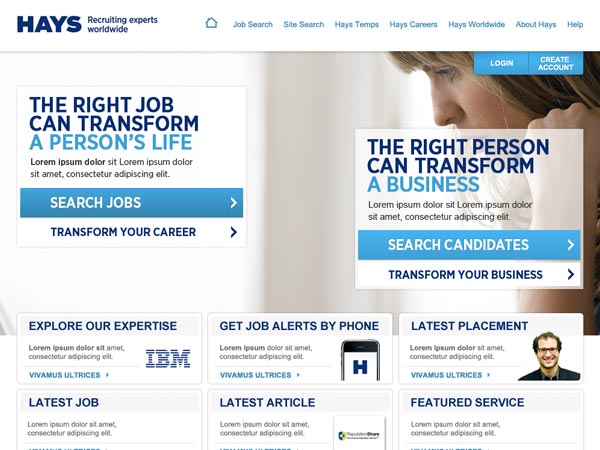 HAYS Recruiting experts
worldwide
Job Search Site Search Hays Temps Hays Careers Hays Worldwide About Hays Help
LOGIN
CREATE
ACCOUNT
THE RIGHT JOB
CAN TRANSFORM
A PERSON'S LIFE
Lorem ipsum dolor sit Lorem ipsum dolor
sit amet, consectetur adipiscing elit.
SEARCH JOBS
TRANSFORM YOUR CAREER
THE RIGHT PERSON
CAN TRANSFORM
A BUSINESS
Lorem ipsum dolor sit Lorem ipsum dolor
sit amet, consectetur adipiscing elit.
SEARCH CANDIDATES
TRANSFORM YOUR BUSINESS
EXPLORE OUR EXPERTISE
Lorem ipsum dolor sit amet,
consectetur adipiscing elit.
IBM
VIVAMUS ULTRICES
GET JOB ALERTS BY PHONE
Lorem ipsum dolor sit amet,
consectetur adipiscing elit.
H
VIVAMUS ULTRICES
LATEST PLACEMENT
Lorem ipsum dolor sit amet,
consectetur adipiscing elit.
VIVAMUS ULTRICES
LATEST JOB
Lorem ipsum dolor sit amet,
consectetur adipiscing elit.
LATEST ARTICLE
Lorem ipsum dolor sit amet,
consectetur adipiscing elit.
ReputationShare
FEATURED SERVICE
Lorem ipsum dolor sit amet,
consectetur adipiscing elit.